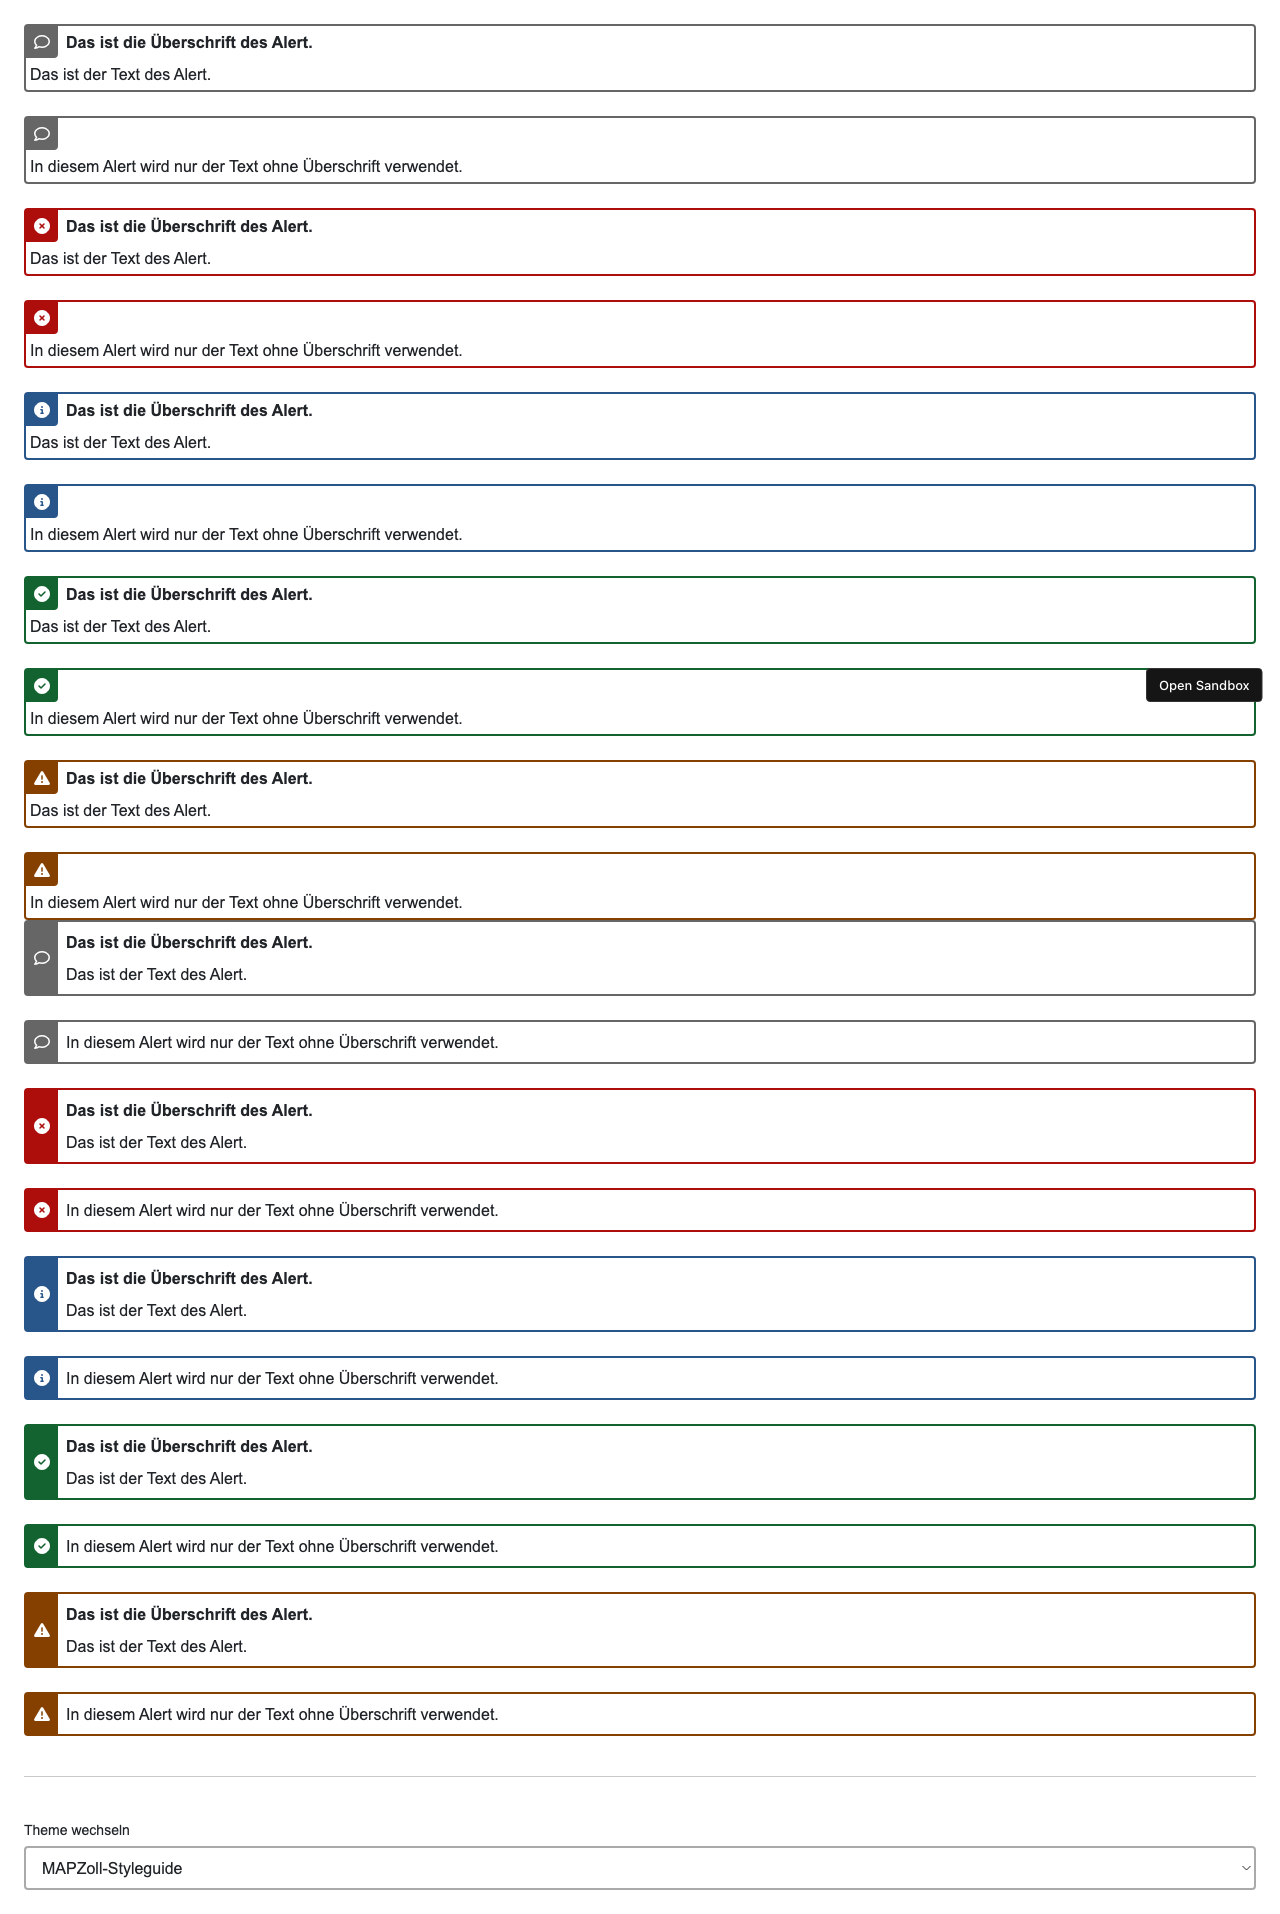 Das ist die Überschrift des Alert.
Das ist der Text des Alert.
In diesem Alert wird nur der Text ohne Überschrift verwendet.
Das ist die Überschrift des Alert.
Das ist der Text des Alert.
In diesem Alert wird nur der Text ohne Überschrift verwendet.
Das ist die Überschrift des Alert.
Das ist der Text des Alert.
In diesem Alert wird nur der Text ohne Überschrift verwendet.
Das ist die Überschrift des Alert.
Das ist der Text des Alert.
Open Sandbox
In diesem Alert wird nur der Text ohne Überschrift verwendet.
Das ist die Überschrift des Alert.
Das ist der Text des Alert.
In diesem Alert wird nur der Text ohne Überschrift verwendet.
Das ist die Überschrift des Alert.
Das ist der Text des Alert.
In diesem Alert wird nur der Text ohne Überschrift verwendet.
Das ist die Überschrift des Alert.
Das ist der Text des Alert.
In diesem Alert wird nur der Text ohne Überschrift verwendet.
Das ist die Überschrift des Alert.
Das ist der Text des Alert.
In diesem Alert wird nur der Text ohne Überschrift verwendet.
Das ist die Überschrift des Alert.
Das ist der Text des Alert.
In diesem Alert wird nur der Text ohne Überschrift verwendet.
Das ist die Überschrift des Alert.
Das ist der Text des Alert.
In diesem Alert wird nur der Text ohne Überschrift verwendet.
Theme wechseln
MAPZoll-Styleguide